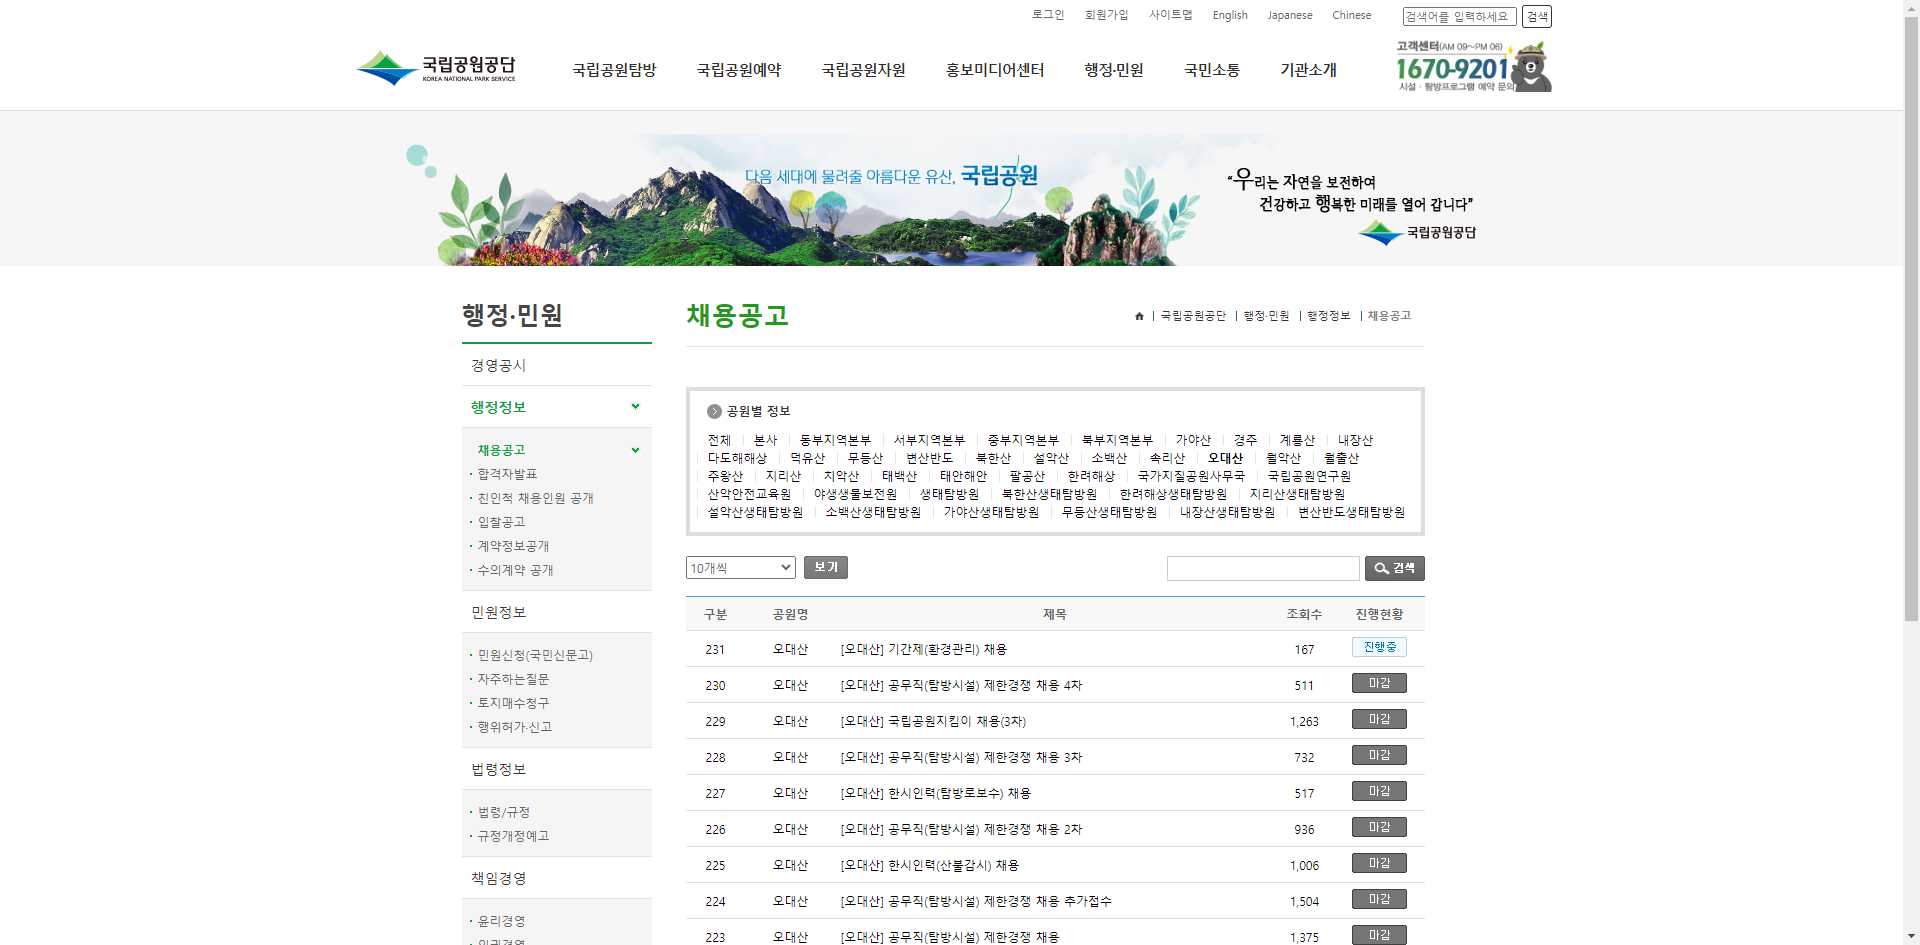 로그인 회원가입 사이트맵 English Japanese Chinese 검색어를 입력하세요 검색
국립공원공단
KOREA NATIONAL PARK SERVICE
국립공원탐방 국립공원예약 국립공원자원 홍보미디어센터 행정·민원 국민소통 기관소개
고객센터(AM 09~PM 06)
1670-9201
시설 · 탐방프로그램 예약 문의
다음 세대에 물려줄 아름다운 유산, 국립공원
“우리는 자연을 보전하여
건강하고 행복한 미래를 열어 갑니다”
국립공원공단
행정·민원
경영공시
행정정보
채용공고
합격자발표
친인척 채용인원 공개
입찰공고
계약정보공개
수의계약 공개
민원정보
민원신청(국민신문고)
자주하는질문
토지매수청구
행위허가·신고
법령정보
법령/규정
규정개정예고
책임경영
윤리경영
인권경영
채용공고
국립공원공단 | 행정·민원 | 행정정보 | 채용공고
공원별 정보
전체 본사 동부지역본부 서부지역본부 중부지역본부 북부지역본부 가야산 경주 계룡산 내장산
다도해해상 덕유산 무등산 변산반도 북한산 설악산 소백산 속리산 오대산 월악산 월출산
주왕산 지리산 치악산 태백산 태안해안 팔공산 한려해상 국가지질공원사무국 국립공원연구원
산악안전교육원 야생생물보전원 생태탐방원 북한산생태탐방원 한려해상생태탐방원 지리산생태탐방원
설악산생태탐방원 소백산생태탐방원 가야산생태탐방원 무등산생태탐방원 내장산생태탐방원 변산반도생태탐방원
10개씩 보기 검색
구분 공원명 제목 조회수 진행현황
231 오대산 [오대산] 기간제(환경관리) 채용 167 진행중
230 오대산 [오대산] 공무직(탐방시설) 제한경쟁 채용 4차 511 마감
229 오대산 [오대산] 국립공원지킴이 채용(3차) 1,263 마감
228 오대산 [오대산] 공무직(탐방시설) 제한경쟁 채용 3차 732 마감
227 오대산 [오대산] 한시인력(탐방로보수) 채용 517 마감
226 오대산 [오대산] 공무직(탐방시설) 제한경쟁 채용 2차 936 마감
225 오대산 [오대산] 한시인력(산불감시) 채용 1,006 마감
224 오대산 [오대산] 공무직(탐방시설) 제한경쟁 채용 추가접수 1,504 마감
223 오대산 [오대산] 공무직(탐방시설) 제한경쟁 채용 1,375 마감